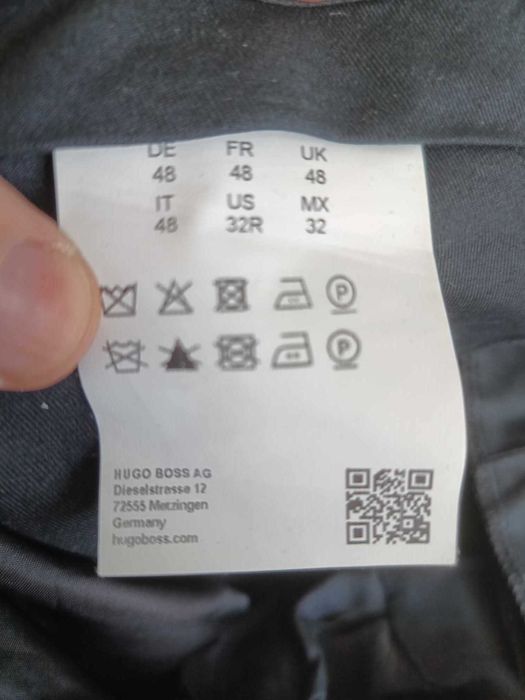 DE FR UK
48 48 48
IT US MX
48 32R 32
P
P
HUGO BOSS AG
Dieselstrasse 12
72555 Metzingen
Germany
hugoboss.com